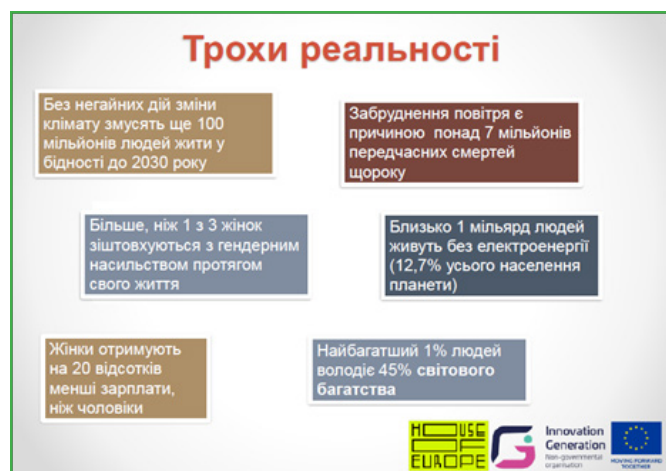 Трохи реальності
Без негайних дій зміни
клімату змусять ще 100
мільйонів людей жити у
бідності до 2030 року
Забруднення повітря є
причиною понад 7 мільйонів
передчасних смертей
щороку
Більше, ніж 1 з 3 жінок
зіштовхуються з гендерним
насильством протягом
свого життя
Близько 1 мільярд людей
живуть без електроенергії
(12,7% усього населення
планети)
Жінки отримують
на 20 відсотків
менші зарплати,
ніж чоловіки
Найбагатший 1% людей
володіє 45% світового
багатства
HOUSE
OF
EUROPE
Innovation
Generation
Non-governmental
organisation
MOVING FORWARD
TOGETHER